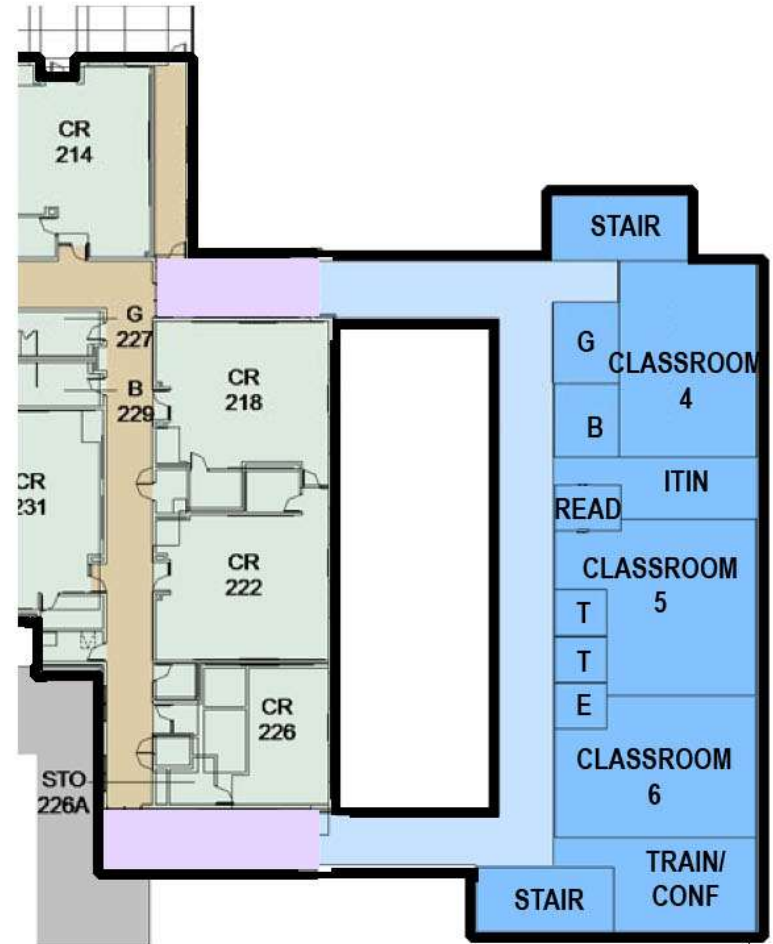 CR
214
STAIR
G
227
B
229
CR
218
G
CLASSROOM
4
B
CR
231
ITIN
READ
CR
222
CLASSROOM
5
T
T
E
CR
226
CLASSROOM
6
STO
226A
TRAIN/
CONF
STAIR